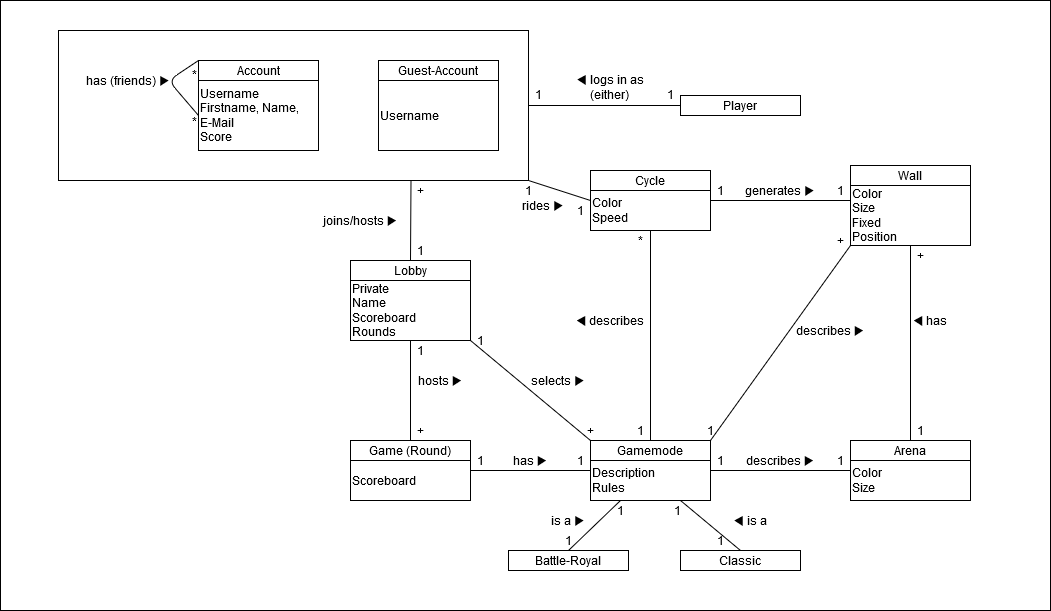 Account
Guest-Account
has (friends) ▶
*
*
Username
Firstname, Name,
E-Mail
Score
Username
◀ logs in as
(either)
1
1
Player
+
joins/hosts ▶
1
1
rides ▶
1
Cycle
Color
Speed
*
1
generates ▶
1
Wall
Color
Size
Fixed
Position
+
+
Lobby
Private
Name
Scoreboard
Rounds
1
1
◀ describes
describes ▶
◀ has
hosts ▶
selects ▶
+
+
1
1
1
Game (Round)
Scoreboard
1
has ▶
1
Gamemode
Description
Rules
1
describes ▶
1
Arena
Color
Size
is a ▶
1
1
◀ is a
1
1
Battle-Royal
Classic